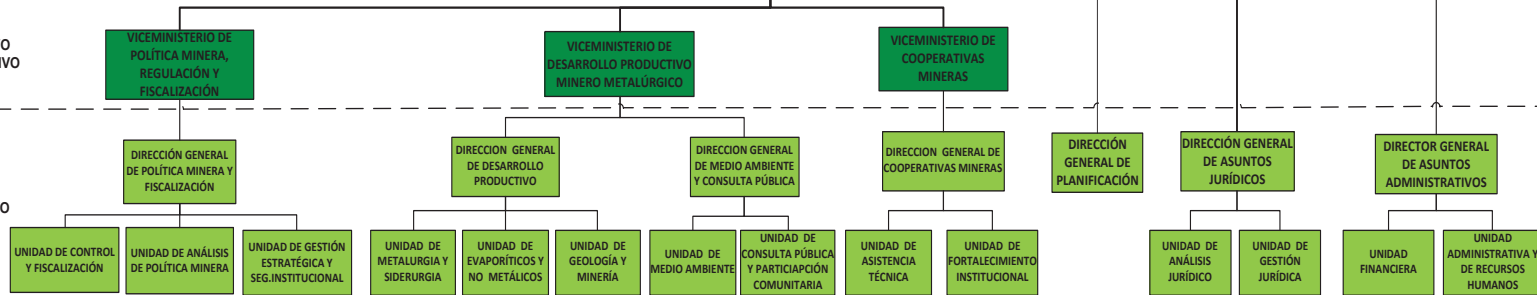 TO
IVO
VICEMINISTERIO DE
POLÍTICA MINERA,
REGULACIÓN Y
FISCALIZACIÓN
VICEMINISTERIO DE
DESARROLLO PRODUCTIVO
MINERO METALÚRGICO
VICEMINISTERIO DE
COOPERATIVAS
MINERAS
DIRECCIÓN GENERAL
DE POLÍTICA MINERA Y
FISCALIZACIÓN
DIRECCION GENERAL
DE DESARROLLO
PRODUCTIVO
DIRECCION GENERAL
DE MEDIO AMBIENTE
Y CONSULTA PÚBLICA
DIRECCION GENERAL DE
COOPERATIVAS MINERAS
DIRECCIÓN
GENERAL DE
PLANIFICACIÓN
DIRECCIÓN GENERAL
DE ASUNTOS
JURÍDICOS
DIRECTOR GENERAL
DE ASUNTOS
ADMINISTRATIVOS
O
UNIDAD DE CONTROL
Y FISCALIZACIÓN
UNIDAD DE ANÁLISIS
DE POLÍTICA MINERA
UNIDAD DE GESTIÓN
ESTRATÉGICA Y
SEG.INSTITUCIONAL
UNIDAD DE
METALURGIA Y
SIDERURGIA
UNIDAD DE
EVAPORÍTICOS Y
NO METÁLICOS
UNIDAD DE
GEOLOGÍA Y
MINERÍA
UNIDAD DE
MEDIO AMBIENTE
UNIDAD DE
CONSULTA PÚBLICA
Y PARTICIAPCIÓN
COMUNITARIA
UNIDAD DE
ASISTENCIA
TÉCNICA
UNIDAD DE
FORTALECIMIENTO
INSTITUCIONAL
UNIDAD DE
ANÁLISIS
JURÍDICO
UNIDAD DE
GESTIÓN
JURÍDICA
UNIDAD
FINANCIERA
UNIDAD
ADMINISTRATIVA Y
DE RECURSOS
HUMANOS